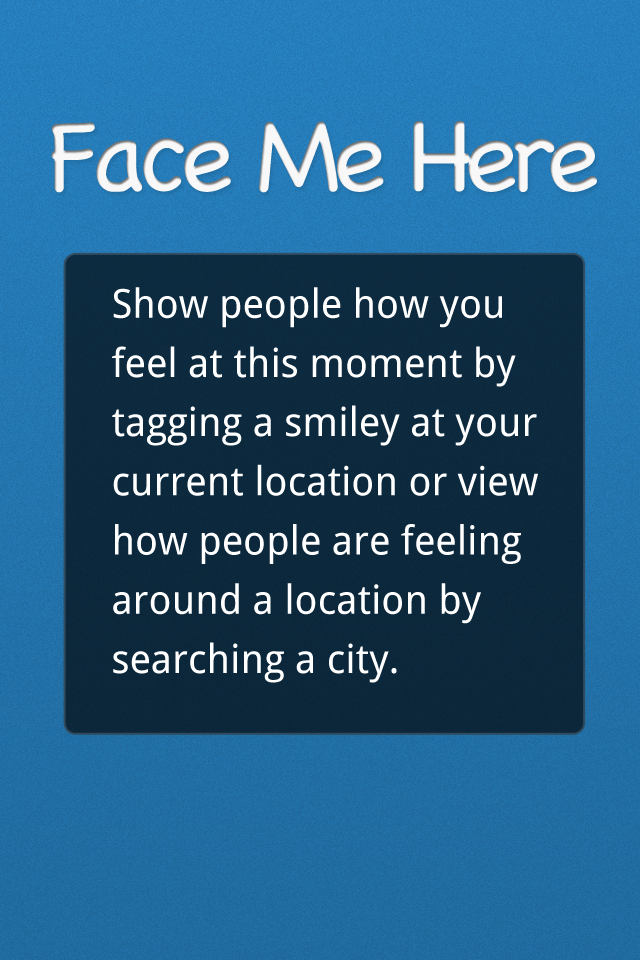 Face Me Here
Show people how you
feel at this moment by
tagging a smiley at your
current location or view
how people are feeling
around a location by
searching a city.